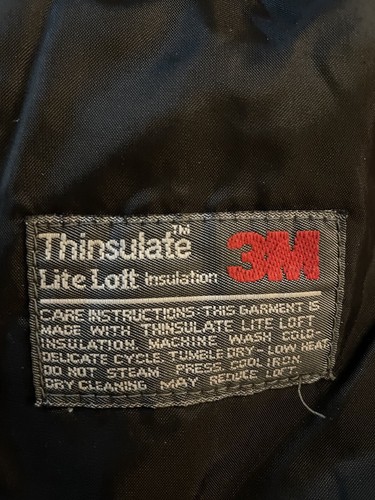 Thinsulate™ 3M
Lite Loft Insulation
CARE INSTRUCTIONS: THIS GARMENT IS
MADE WITH THINSULATE LITE LOFT
INSULATION. MACHINE WASH COLD-
DELICATE CYCLE. TUMBLE DRY-LOW HEAT.
DO NOT STEAM PRESS. COOL IRON.
DRY CLEANING MAY REDUCE LOFT.